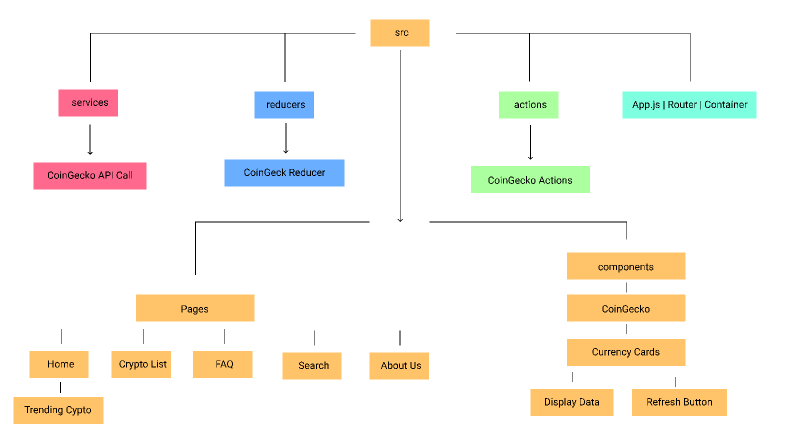 src
services
reducers
actions
App.js | Router | Container
CoinGecko API Call
CoinGeck Reducer
CoinGecko Actions
components
Pages
CoinGecko
Currency Cards
Home
Crypto List
FAQ
Search
About Us
Trending Cypto
Display Data
Refresh Button